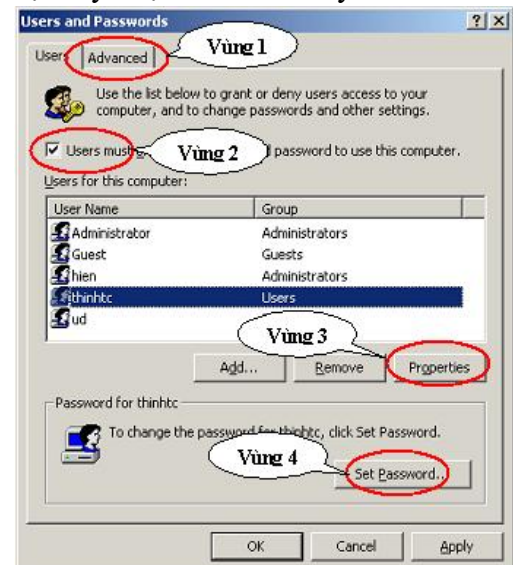 Users and Passwords
Users Advanced Vùng 1
Use the list below to grant or deny users access to your
computer, and to change passwords and other settings.
Users must Vùng 2 password to use this computer.
Users for this computer:
User Name Group
Administrator Administrators
Guest Guests
hien Administrators
thinhtc Users
ud
Vùng 3
Add... Remove Properties
Password for thinhtc
To change the password for thinhtc, click Set Password.
Vùng 4
Set Password...
OK Cancel Apply